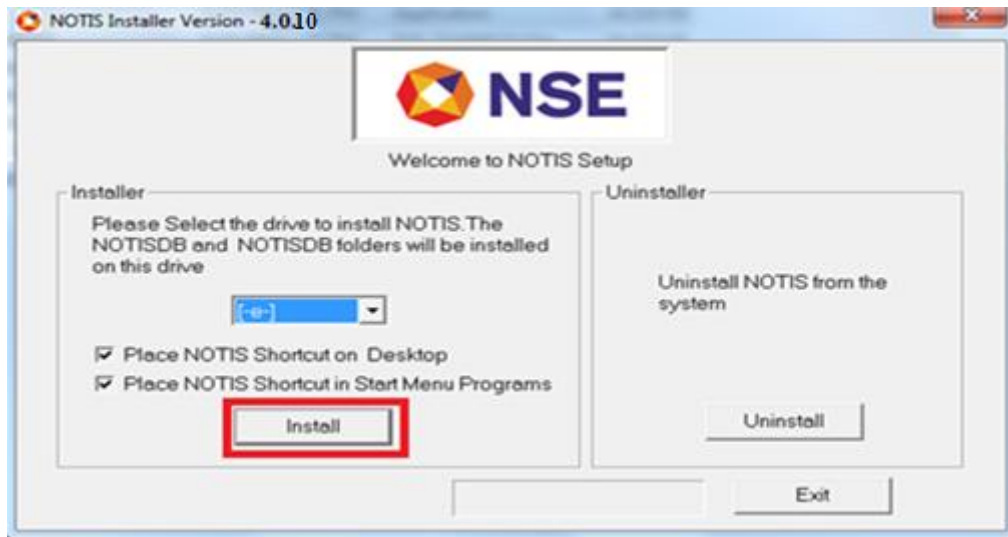 NOTIS Installer Version - 4.0.10
NSE
Welcome to NOTIS Setup
Installer
Please Select the drive to install NOTIS.The
NOTISDB and NOTISDB folders will be installed
on this drive
[-e-]
Place NOTIS Shortcut on Desktop
Place NOTIS Shortcut in Start Menu Programs
Install
Uninstaller
Uninstall NOTIS from the
system
Uninstall
Exit